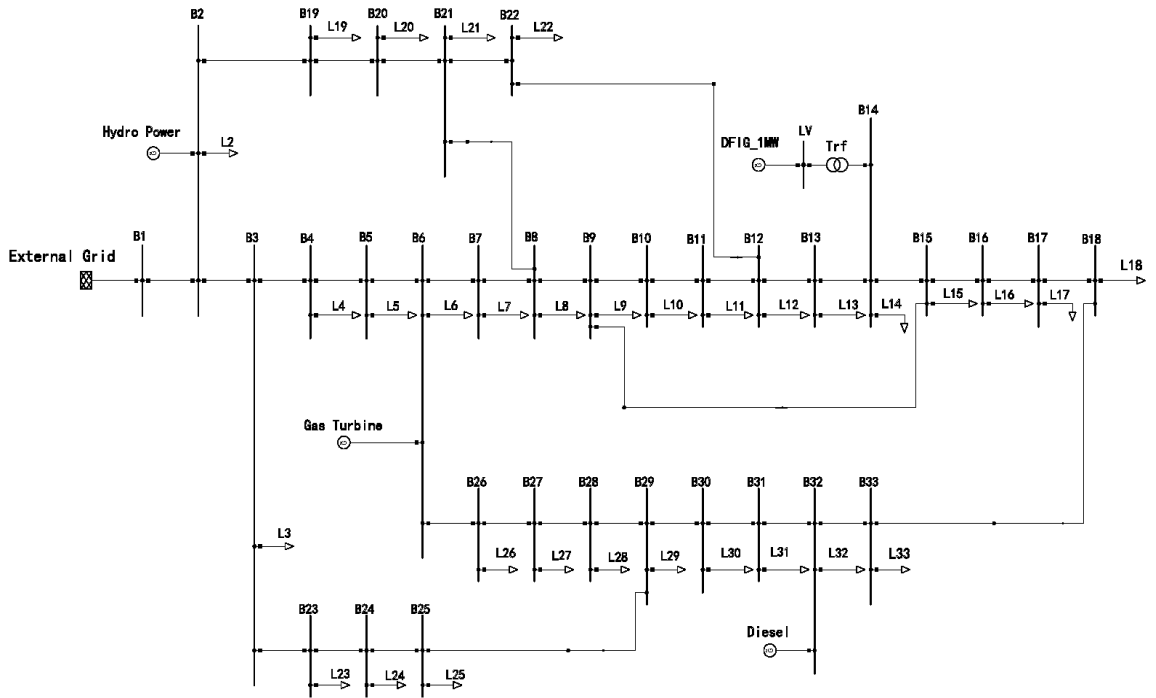 B2
B19
L19
B20
L20
B21
L21
B22
L22
Hydro Power
L2
DFIG_1MW
LV
Trf
B14
External Grid
B1
B3
B4
B5
B6
B7
B8
B9
B10
B11
B12
B13
B15
B16
B17
B18
L18
L4
L5
L6
L7
L8
L9
L10
L11
L12
L13
L14
L15
L16
L17
Gas Turbine
B26
B27
B28
B29
B30
B31
B32
B33
L3
L26
L27
L28
L29
L30
L31
L32
L33
B23
B24
B25
Diesel
L23
L24
L25